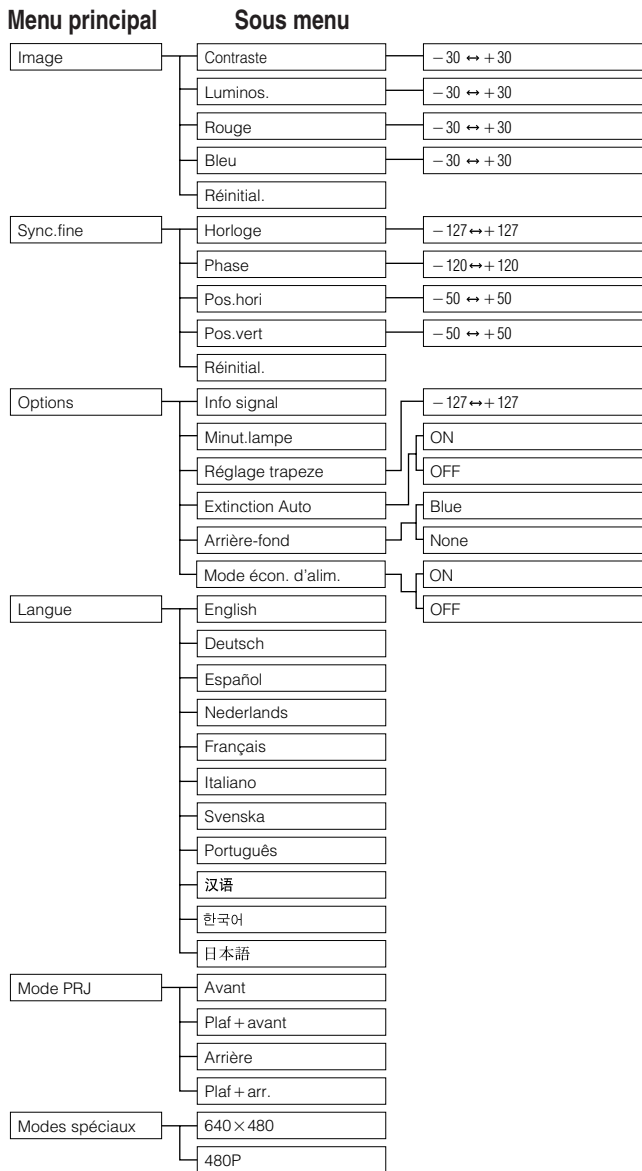 Menu principal Sous menu
Image Contraste −30 ↔ +30
Luminos. −30 ↔ +30
Rouge −30 ↔ +30
Bleu −30 ↔ +30
Réinitial.
Sync.fine Horloge −127↔+127
Phase −120↔+120
Pos.hori −50 ↔ +50
Pos.vert −50 ↔ +50
Réinitial.
Options Info signal −127↔+127
Minut.lampe ON
Réglage trapeze OFF
Extinction Auto Blue
Arrière-fond None
Mode écon. d'alim. ON
Langue English OFF
Deutsch
Español
Nederlands
Français
Italiano
Svenska
Português
汉语
한국어
日本語
Mode PRJ Avant
Plaf+avant
Arrière
Plaf+arr.
Modes spéciaux 640×480
480P